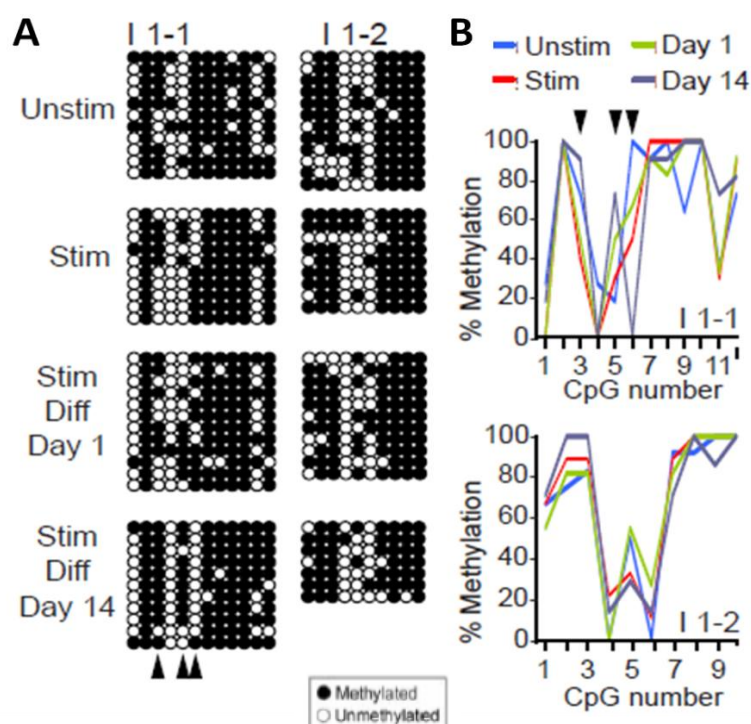 A
I 1-1
I 1-2
Unstim
Stim
Stim
Diff
Day 1
Stim
Diff
Day 14
Methylated
Unmethylated
B
Unstim
Day 1
Stim
Day 14
100
80
60
40
20
0
% Methylation
I 1-1
1 3 5 7 9 11
CpG number
100
80
60
40
20
0
% Methylation
I 1-2
1 3 5 7 9
CpG number